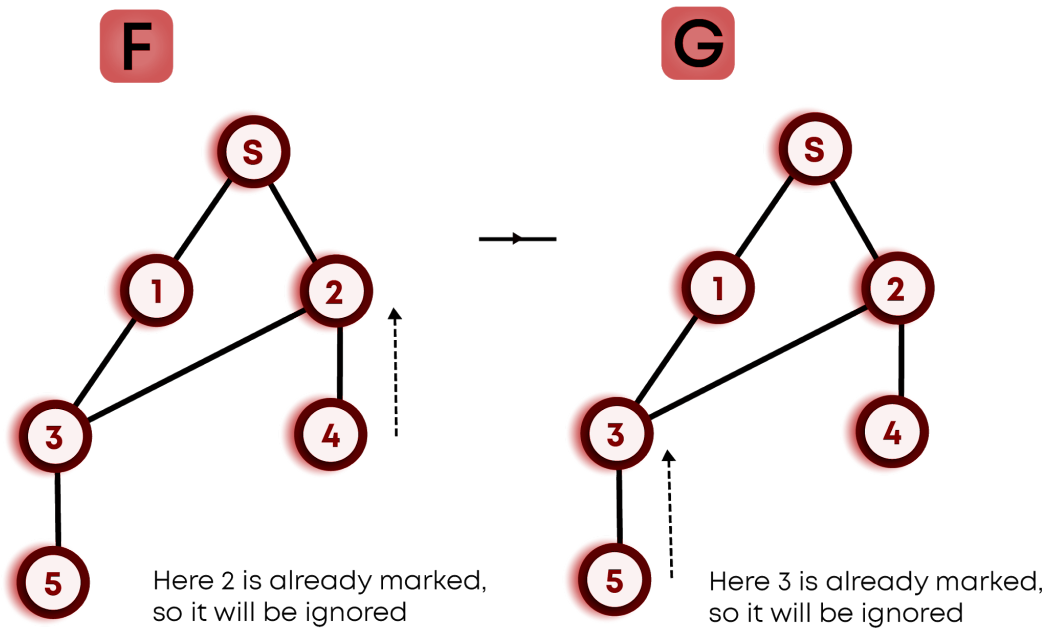 F
G
S
S
1
2
1
2
3
4
3
4
5
5
Here 2 is already marked,
so it will be ignored
Here 3 is already marked,
so it will be ignored